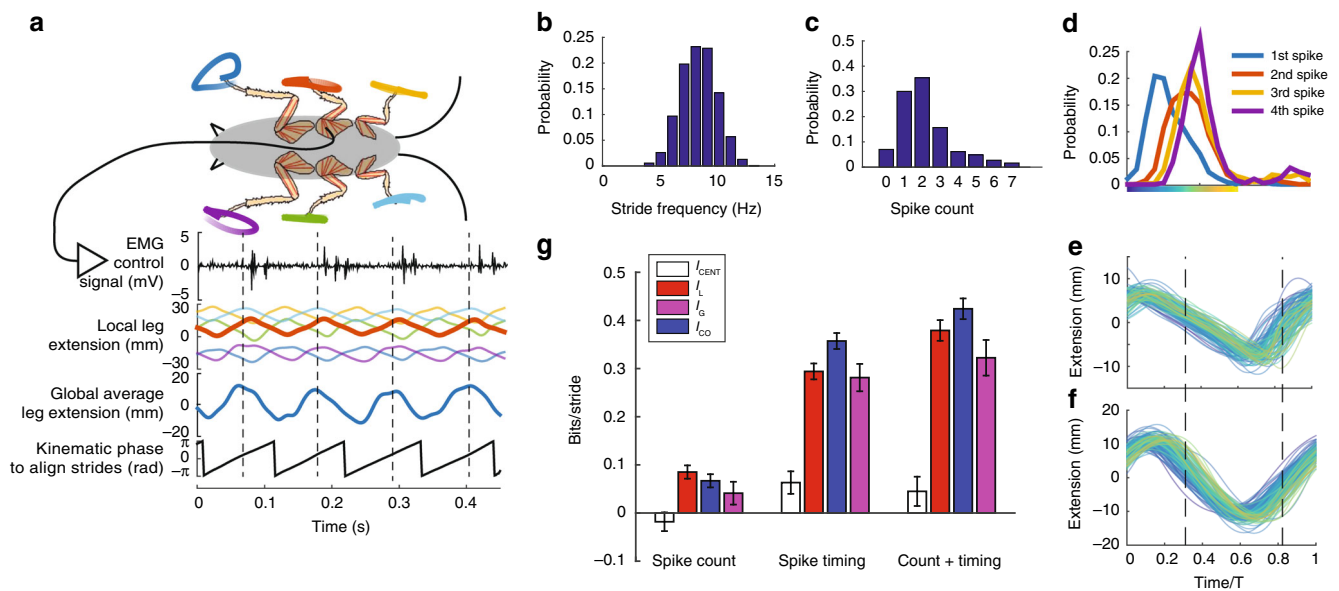 a
EMG
control
signal (mV)
5
0
–5
Local leg
extension (mm)
30
0
–30
Global average
leg extension (mm)
20
0
–20
Kinematic phase
to align strides (rad)
π
0
–π
0
0.1
0.2
0.3
0.4
Time (s)
b
Probability
0.25
0.2
0.15
0.1
0.05
0
0
5
10
15
Stride frequency (Hz)
c
Probability
0.5
0.4
0.3
0.2
0.1
0
0 1 2 3 4 5 6 7
Spike count
d
Probability
0.25
0.20
0.15
0.10
0.05
0
1st spike
2nd spike
3rd spike
4th spike
g
Bits/stride
0.5
0.4
0.3
0.2
0.1
0
–0.1
I CENT
I L
I G
I CO
Spike count
Spike timing
Count + timing
e
Extension (mm)
10
0
–10
f
Extension (mm)
20
10
0
–10
–20
0 0.2 0.4 0.6 0.8 1
Time/T